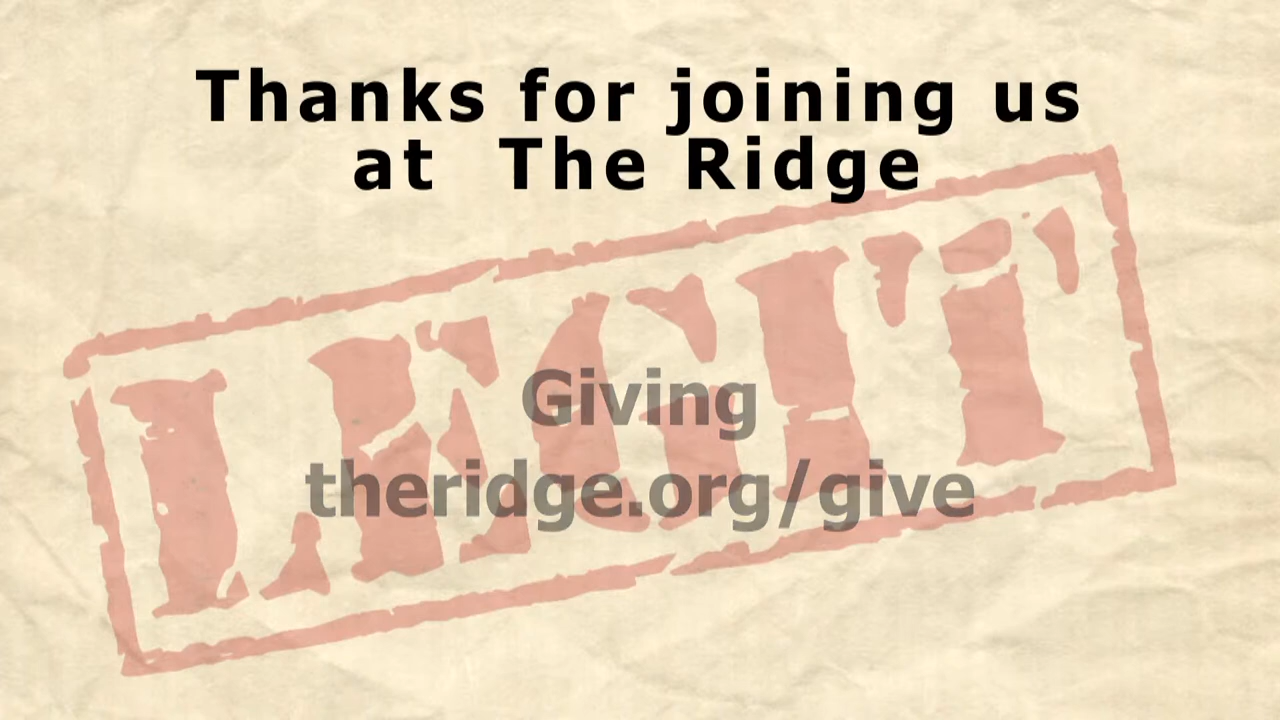 Thanks for joining us
at The Ridge
LEGIT
Giving
theridge.org/give